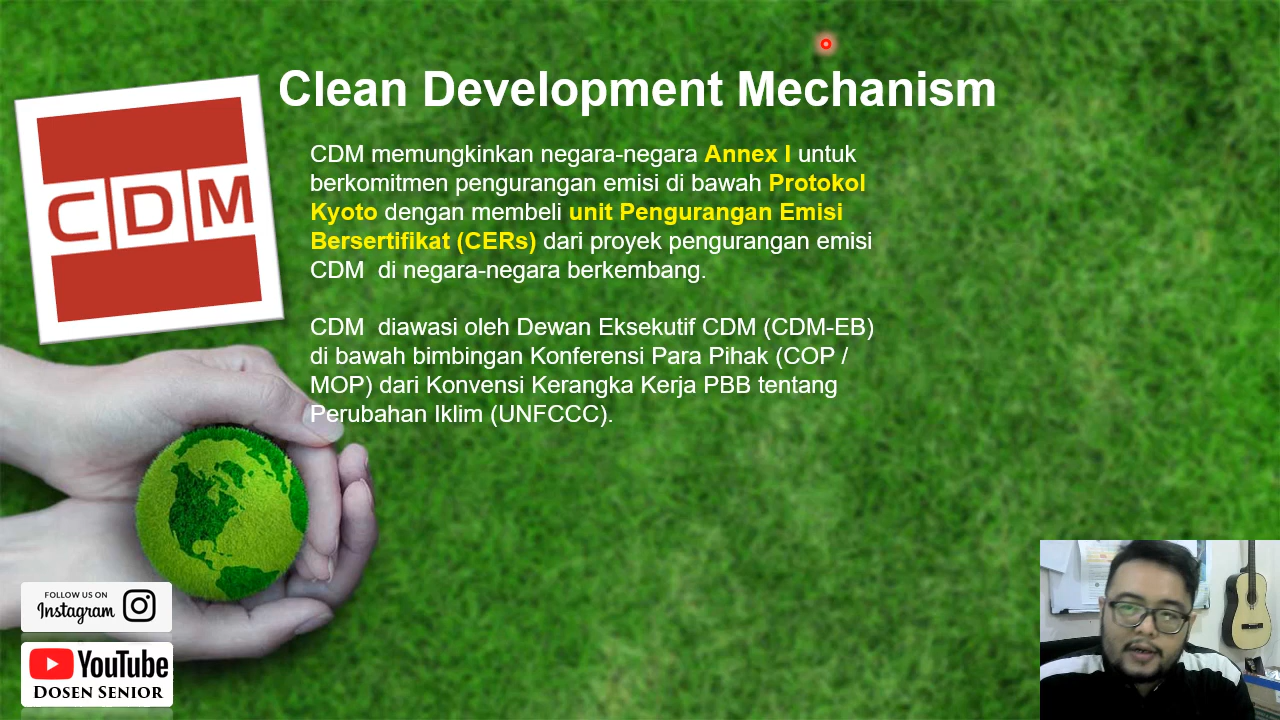 Clean Development Mechanism
CDM
CDM memungkinkan negara-negara Annex I untuk
berkomitmen pengurangan emisi di bawah Protokol
Kyoto dengan membeli unit Pengurangan Emisi
Bersertifikat (CERs) dari proyek pengurangan emisi
CDM  di negara-negara berkembang.
CDM  diawasi oleh Dewan Eksekutif CDM (CDM-EB)
di bawah bimbingan Konferensi Para Pihak (COP /
MOP) dari Konvensi Kerangka Kerja PBB tentang
Perubahan Iklim (UNFCCC).
FOLLOW US ON
Instagram
YouTube
DOSEN SENIOR